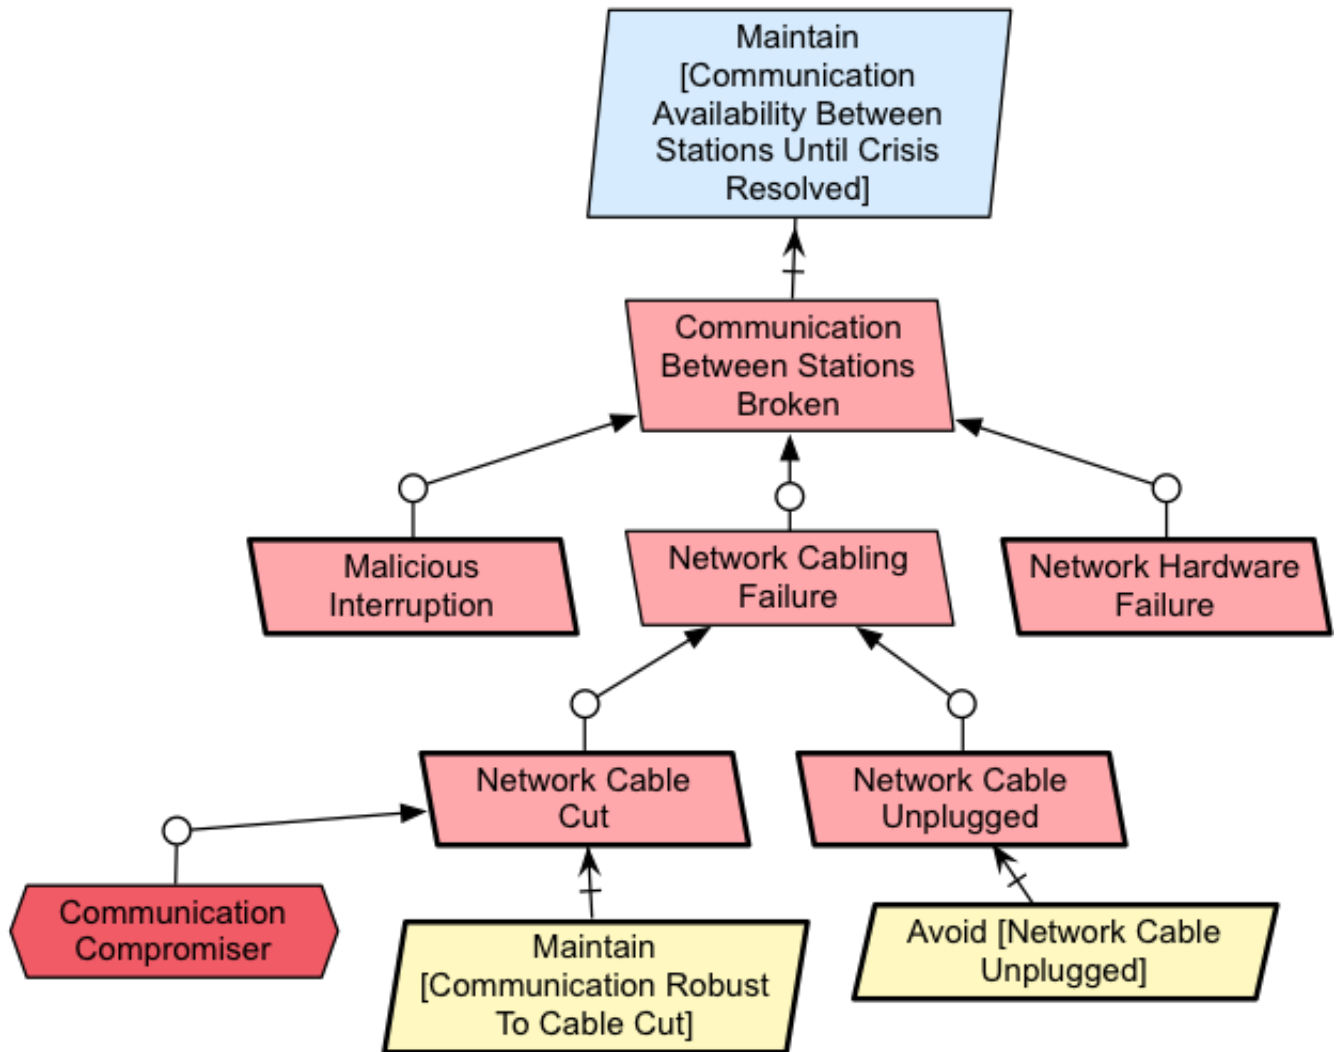 Maintain
[Communication
Availability Between
Stations Until Crisis
Resolved]
Communication
Between Stations
Broken
Malicious
Interruption
Network Cabling
Failure
Network Hardware
Failure
Network Cable
Cut
Network Cable
Unplugged
Communication
Compromiser
Maintain
[Communication Robust
To Cable Cut]
Avoid [Network Cable
Unplugged]